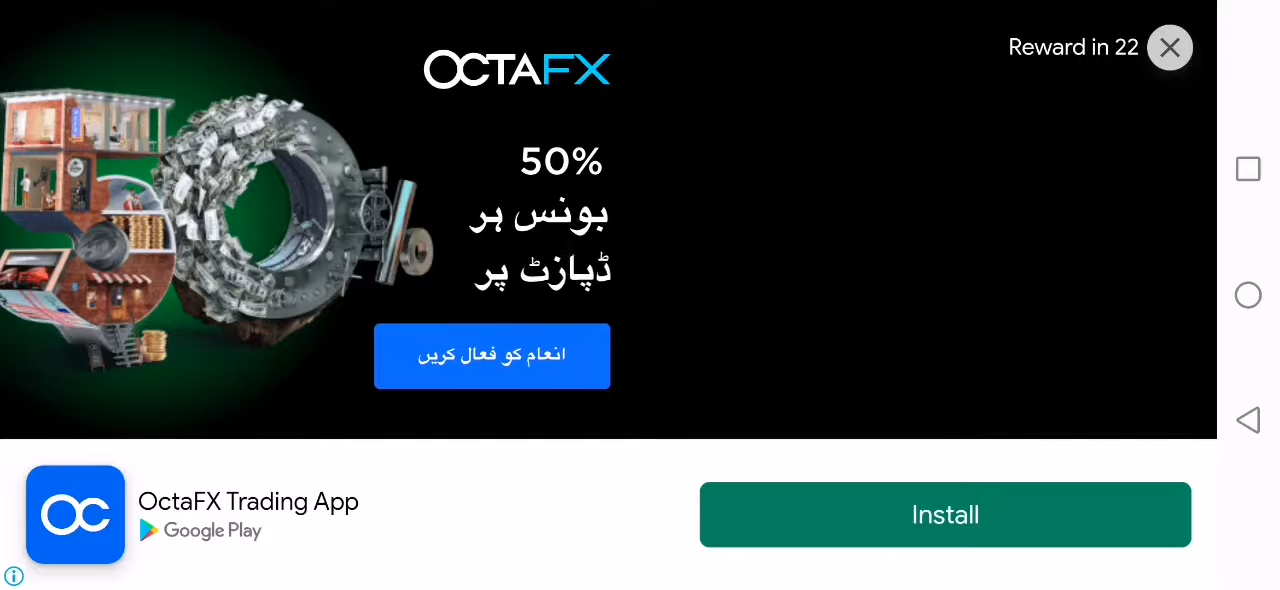 OCTAFX
Reward in 22
50%
بونس ہر
ڈپازٹ پر
انعام کو فعال کریں
OctaFX Trading App
Google Play
Install